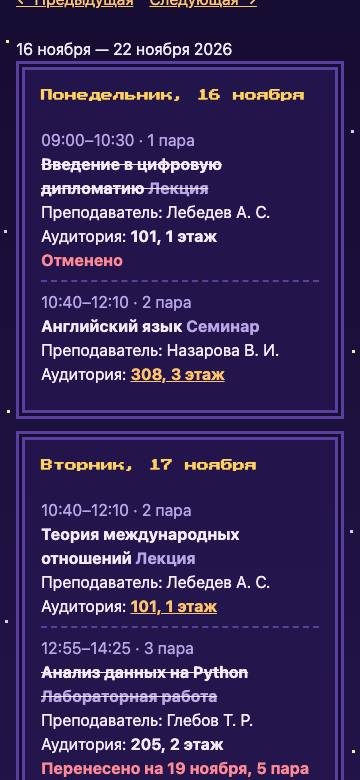 ← Предыдущая Следующая →
16 ноября — 22 ноября 2026
Понедельник, 16 ноября
09:00–10:30 · 1 пара
Введение в цифровую
дипломатию Лекция
Преподаватель: Лебедев А. С.
Аудитория: 101, 1 этаж
Отменено
10:40–12:10 · 2 пара
Английский язык Семинар
Преподаватель: Назарова В. И.
Аудитория: 308, 3 этаж
Вторник, 17 ноября
10:40–12:10 · 2 пара
Теория международных
отношений Лекция
Преподаватель: Лебедев А. С.
Аудитория: 101, 1 этаж
12:55–14:25 · 3 пара
Анализ данных на Python
Лабораторная работа
Преподаватель: Глебов Т. Р.
Аудитория: 205, 2 этаж
Перенесено на 19 ноября, 5 пара